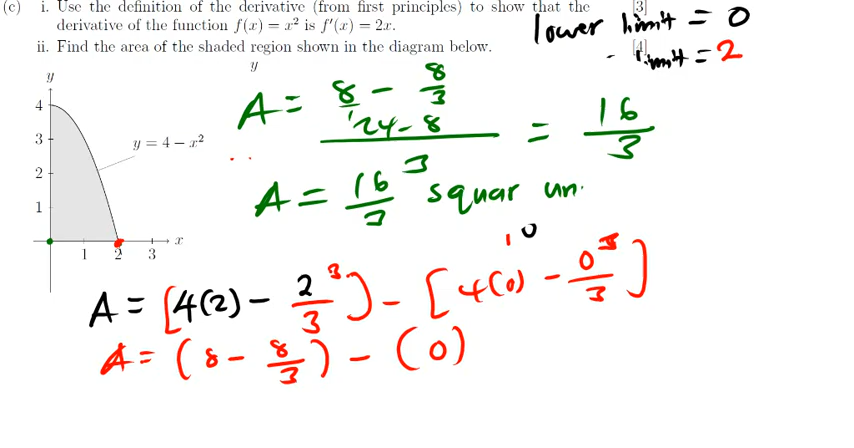 (c) i. Use the definition of the derivative (from first principles) to show that the [3]
derivative of the function f(x) = x² is f′(x) = 2x.
lower limit = 0
ii. Find the area of the shaded region shown in the diagram below. [4]
limit = 2
y
y
4
3
2
1
y = 4 − x²
x
1 2 3
A = 8/1 − 8/3
(24 − 8)/3 = 16/3
A = 16/3 squar un
A = [4(2) − 2³/3] − [4(0) − 0³/3]
A = (8 − 8/3) − (0)